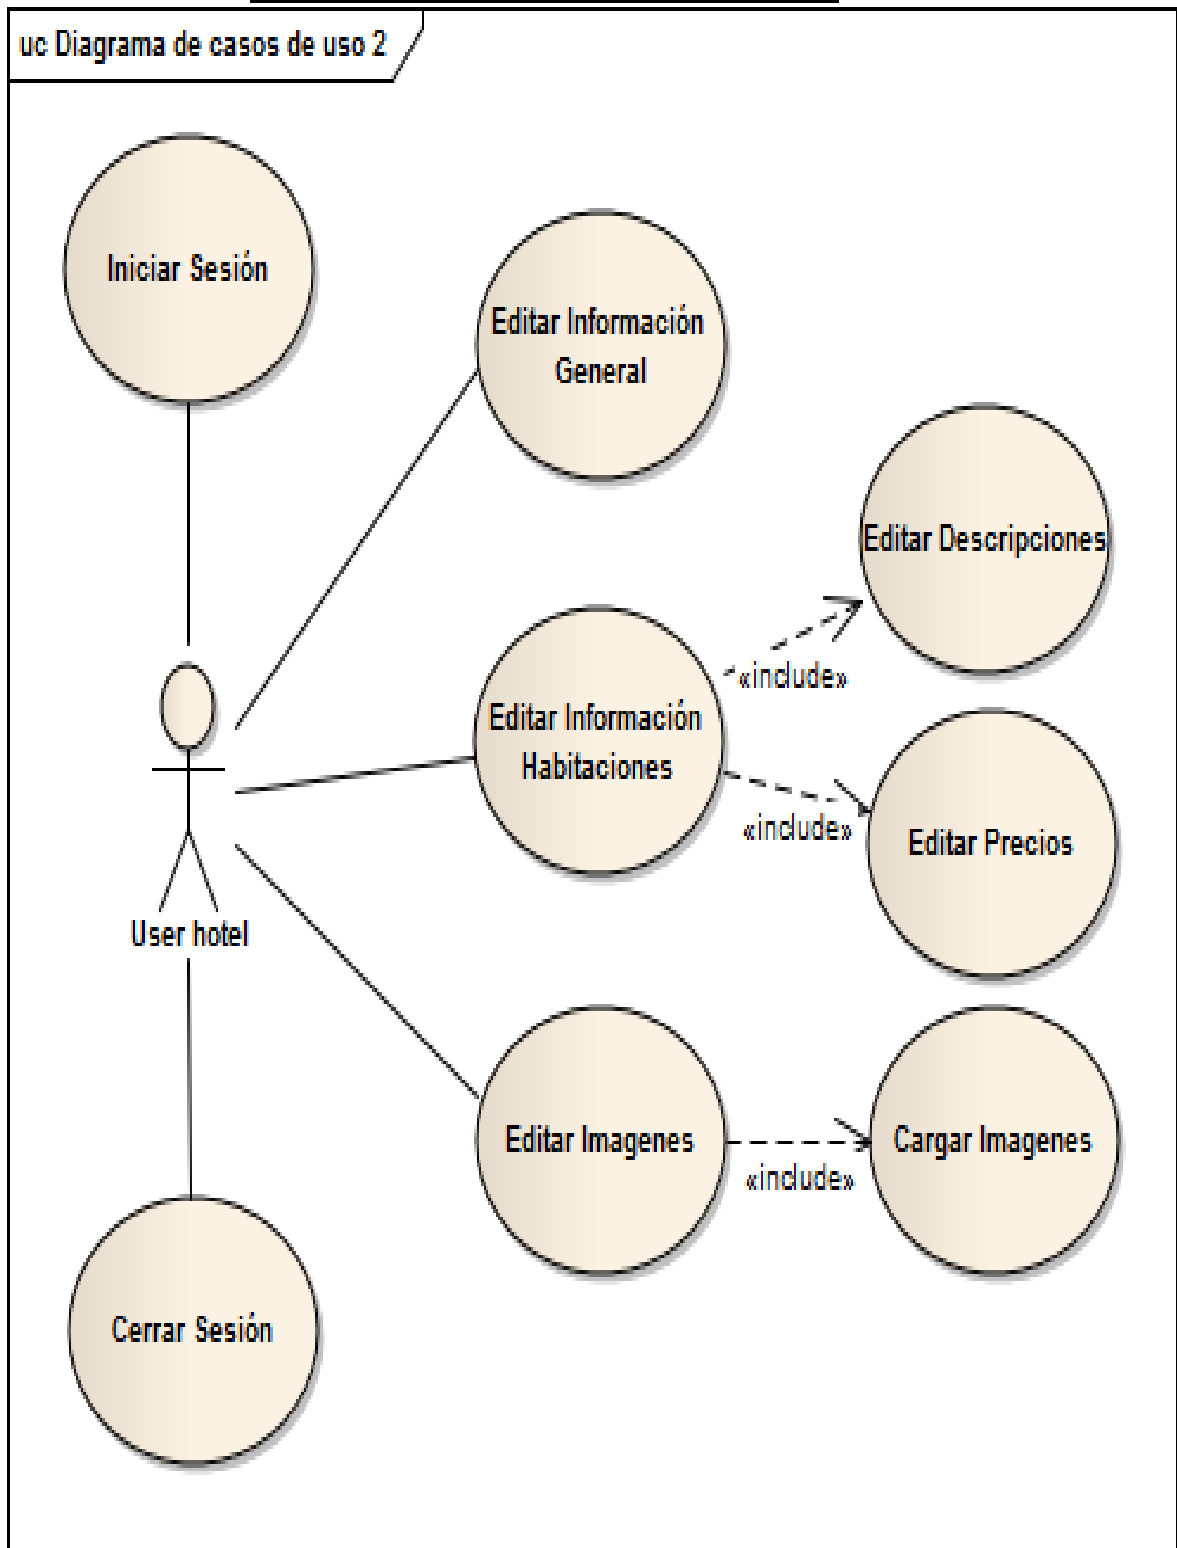 uc Diagrama de casos de uso 2
Iniciar Sesión
Editar Información
General
Editar Descripciones
«include»
Editar Información
Habitaciones
«include»
Editar Precios
User hotel
Editar Imagenes
«include»
Cargar Imagenes
Cerrar Sesión